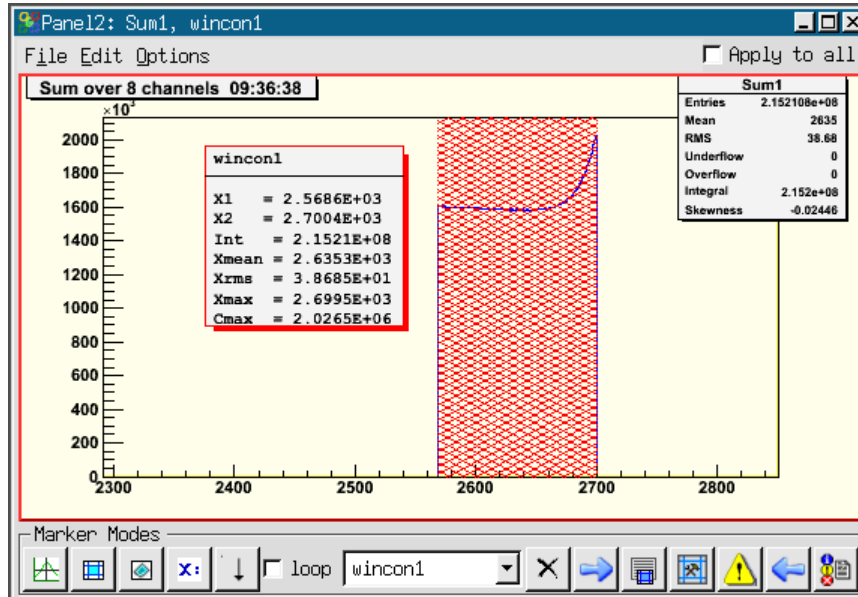 Panel2: Sum1, wincon1
File Edit Options
Apply to all
Sum over 8 channels 09:36:38
×10³
2000
1800
1600
1400
1200
1000
800
600
400
200
0
2300 2400 2500 2600 2700 2800
wincon1
X1 = 2.5686E+03
X2 = 2.7004E+03
Int = 2.1521E+08
Xmean = 2.6353E+03
Xrms = 3.8685E+01
Xmax = 2.6995E+03
Cmax = 2.0265E+06
Sum1
Entries 2.152108e+08
Mean 2635
RMS 38.68
Underflow 0
Overflow 0
Integral 2.152e+08
Skewness -0.02446
Marker Modes
X:
loop
wincon1